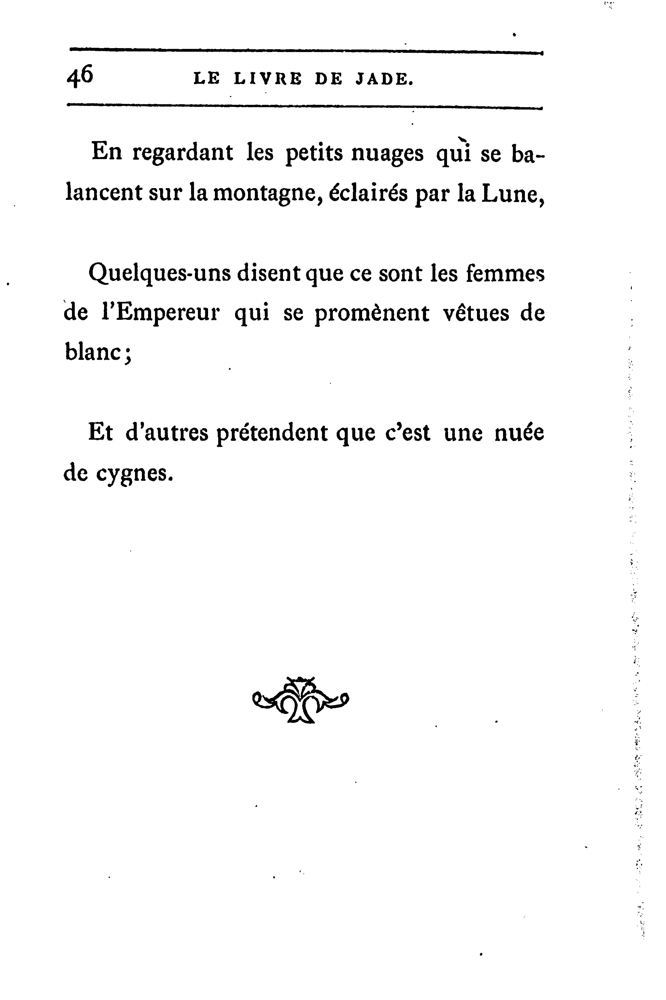 46 LE LIVRE DE JADE.
En regardant les petits nuages qui se ba-
lancent sur la montagne, éclairés par la Lune,
Quelques-uns disent que ce sont les femmes
de l'Empereur qui se promènent vêtues de
blanc;
Et d'autres prétendent que c'est une nuée
de cygnes.